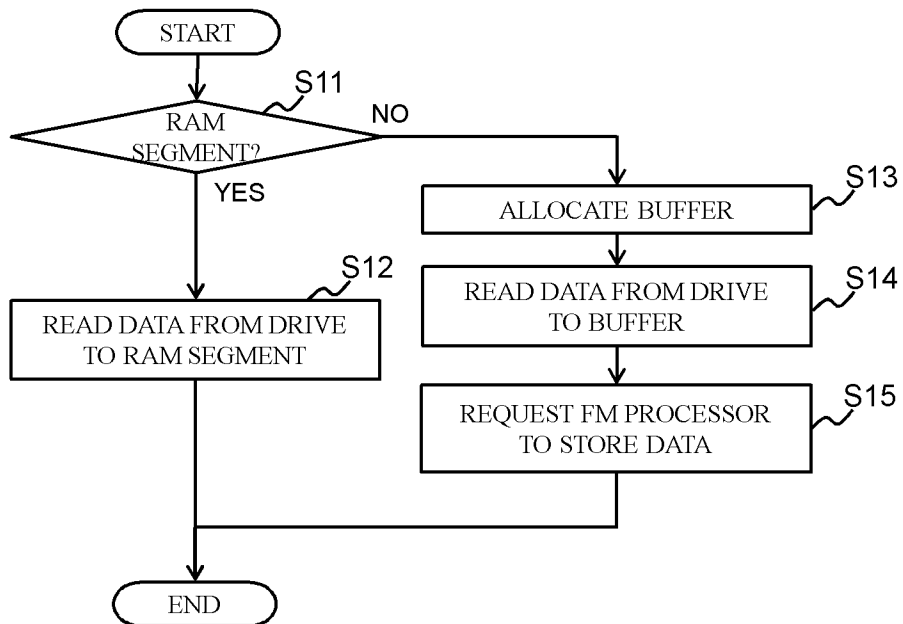 START
S11
RAM
SEGMENT?
NO
YES
S13
ALLOCATE BUFFER
S12
READ DATA FROM DRIVE
TO RAM SEGMENT
S14
READ DATA FROM DRIVE
TO BUFFER
S15
REQUEST FM PROCESSOR
TO STORE DATA
END